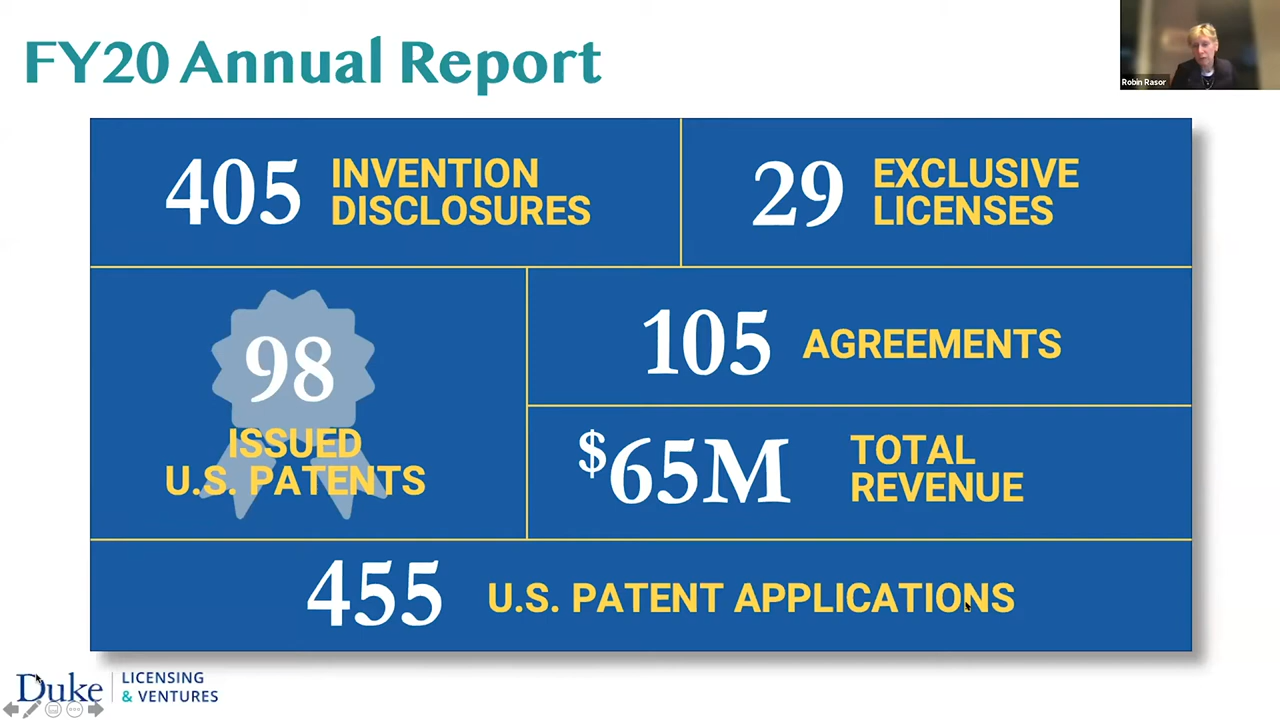 FY20 Annual Report
Robin Rasor
405 INVENTION
DISCLOSURES
29 EXCLUSIVE
LICENSES
98
ISSUED
U.S. PATENTS
105 AGREEMENTS
$65M TOTAL
REVENUE
455 U.S. PATENT APPLICATIONS
Duke LICENSING
& VENTURES